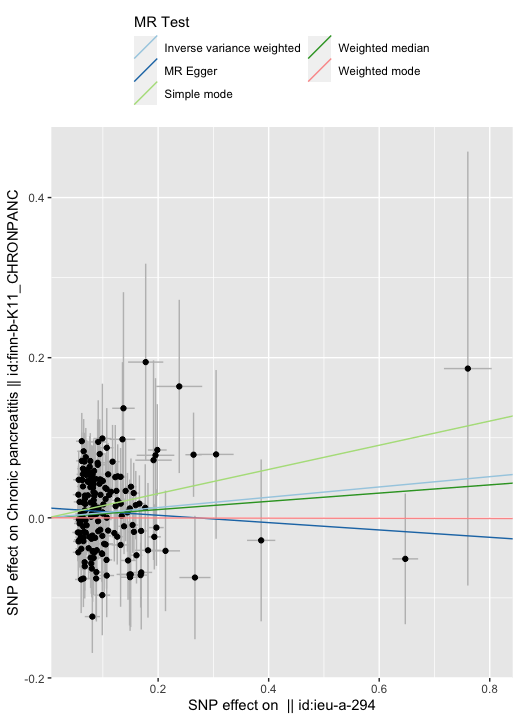 MR Test
Inverse variance weighted
Weighted median
MR Egger
Weighted mode
Simple mode
SNP effect on Chronic pancreatitis || id:finn-b-K11_CHRONPANC
0.4
0.2
0.0
-0.2
0.2
0.4
0.6
0.8
SNP effect on  || id:ieu-a-294